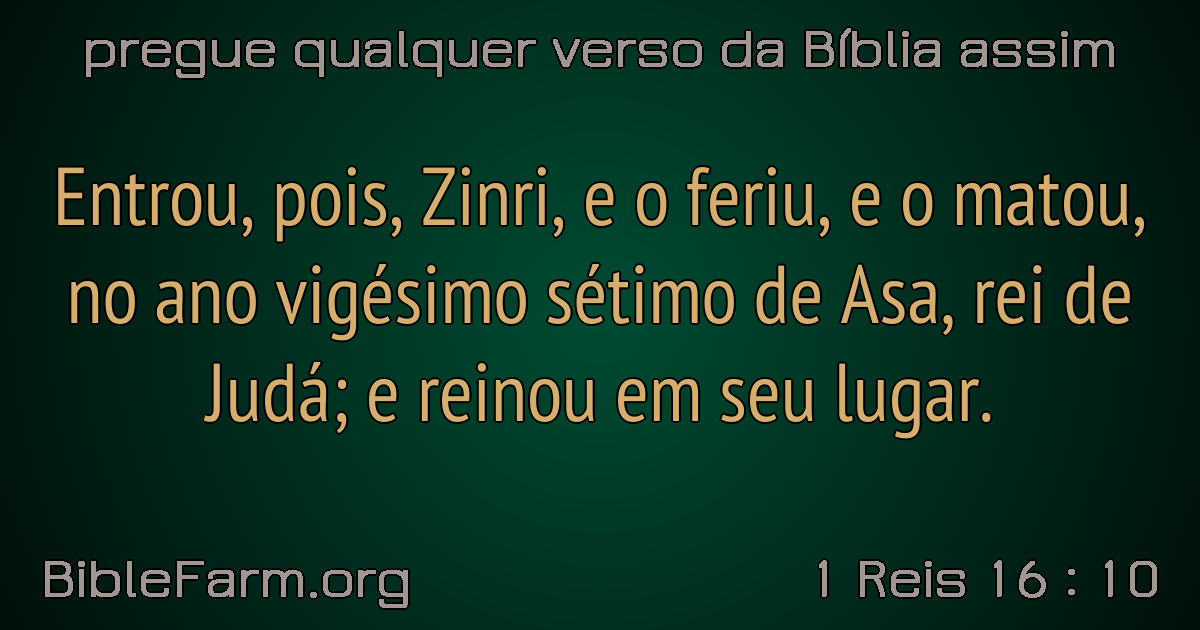 pregue qualquer verso da Bíblia assim
Entrou, pois, Zinri, e o feriu, e o matou,
no ano vigésimo sétimo de Asa, rei de
Judá; e reinou em seu lugar.
BibleFarm.org
1 Reis 16 : 10